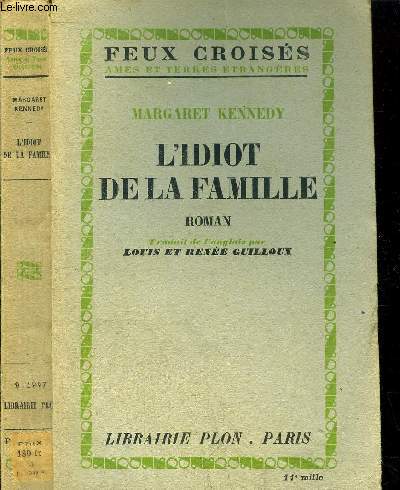 Le-livre.com
FEUX CROISÉS
AMES ET TERRES ETRANGÈRES
MARGARET KENNEDY
L'IDIOT
DE LA FAMILLE
ROMAN
Traduit de l'anglais par
LOUIS ET RENÉE GUILLOUX
LIBRAIRIE PLON . PARIS
11e mille
FEUX CROISÉS
MARGARET
KENNEDY
L'IDIOT
DE LA FAMILLE
LIBRAIRIE PLON